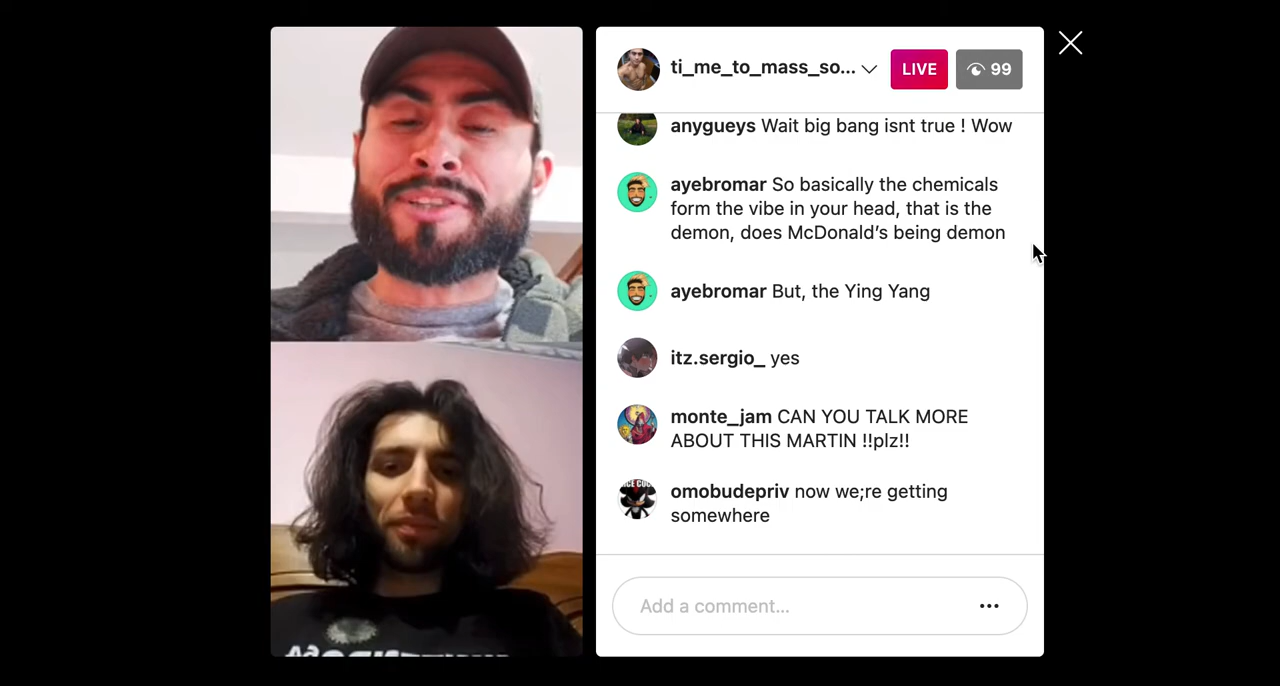 ti_me_to_mass_so...
LIVE
99
anygueys Wait big bang isnt true ! Wow
ayebromar So basically the chemicals
form the vibe in your head, that is the
demon, does McDonald’s being demon
ayebromar But, the Ying Yang
itz.sergio_ yes
monte_jam CAN YOU TALK MORE
ABOUT THIS MARTIN !!plz!!
omobudepriv now we;re getting
somewhere
Add a comment...